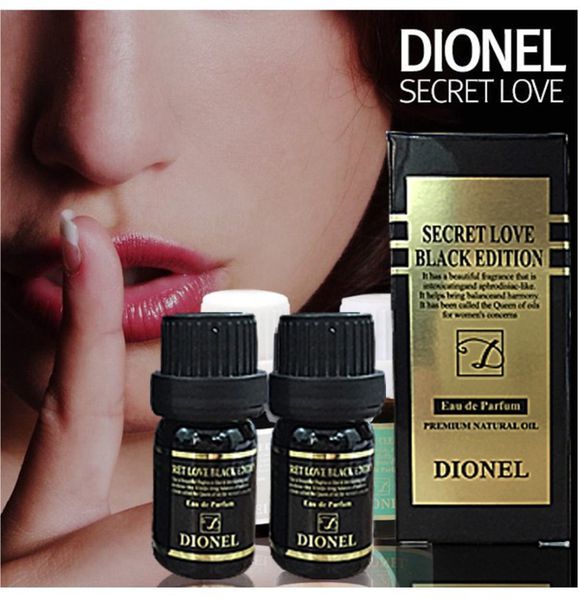 DIONEL
SECRET LOVE
SECRET LOVE
BLACK EDITION
It has a beautiful fragrance that is
intoxicatingand aphrodisiac-like.
It helps bring balanceand harmony.
It has been called the Queen of oils
for women's concerns
D
Eau de Parfum
PREMIUM NATURAL OIL
DIONEL
CRET LOVE BLACK EDITION
Eau de Parfum
DIONEL
CRET LOVE BLACK EDITION
Eau de Parfum
DIONEL